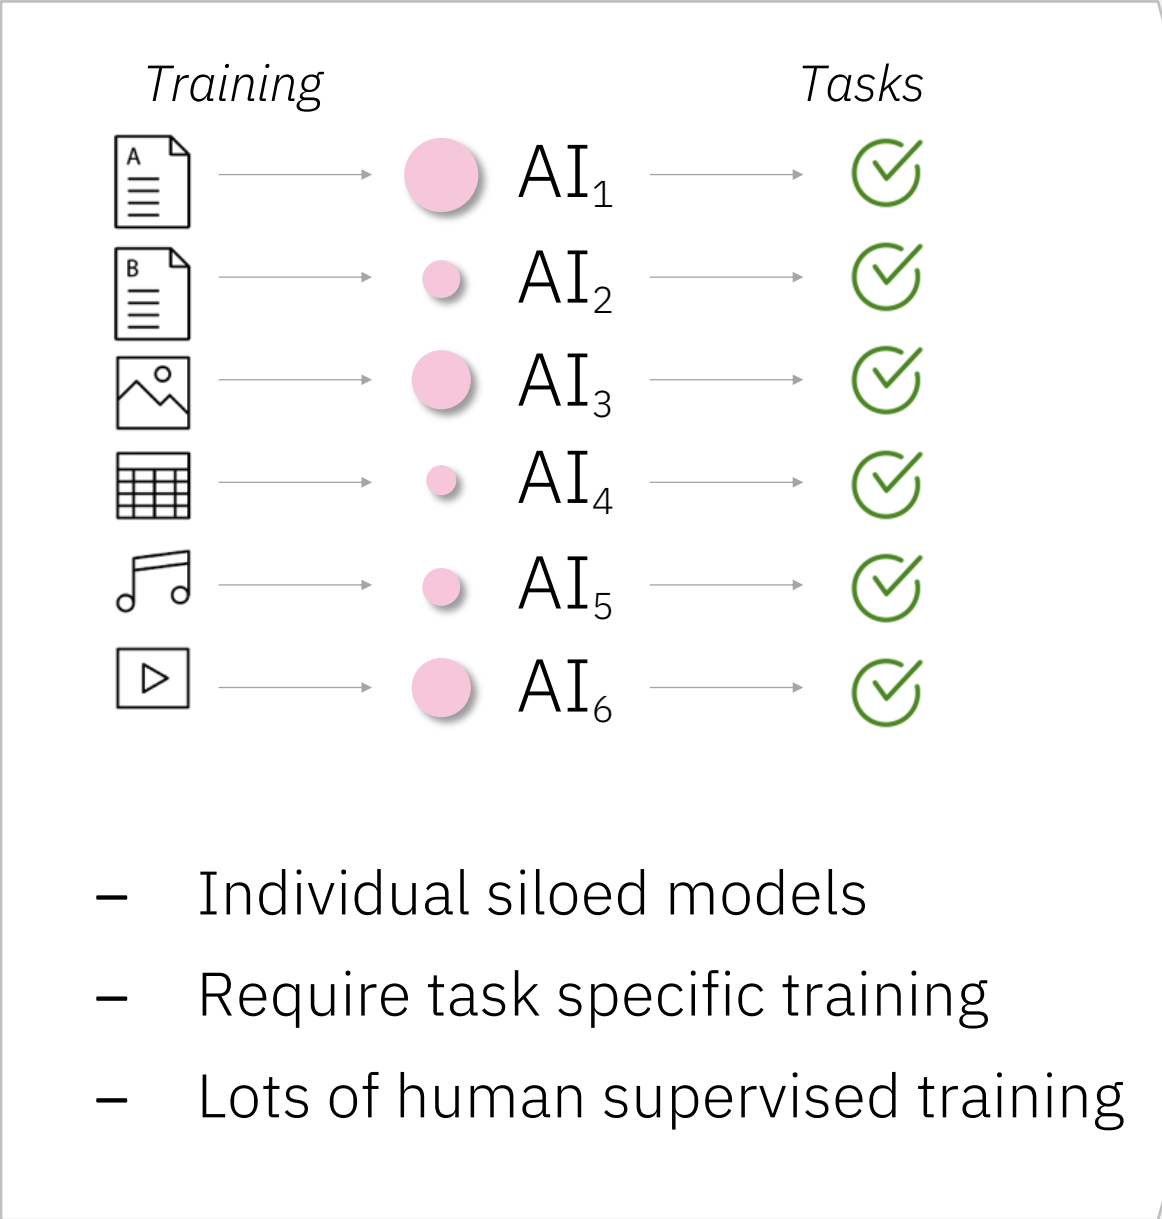 Training Tasks
A
AI₁
B
AI₂
AI₃
AI₄
AI₅
AI₆
– Individual siloed models
– Require task specific training
– Lots of human supervised training